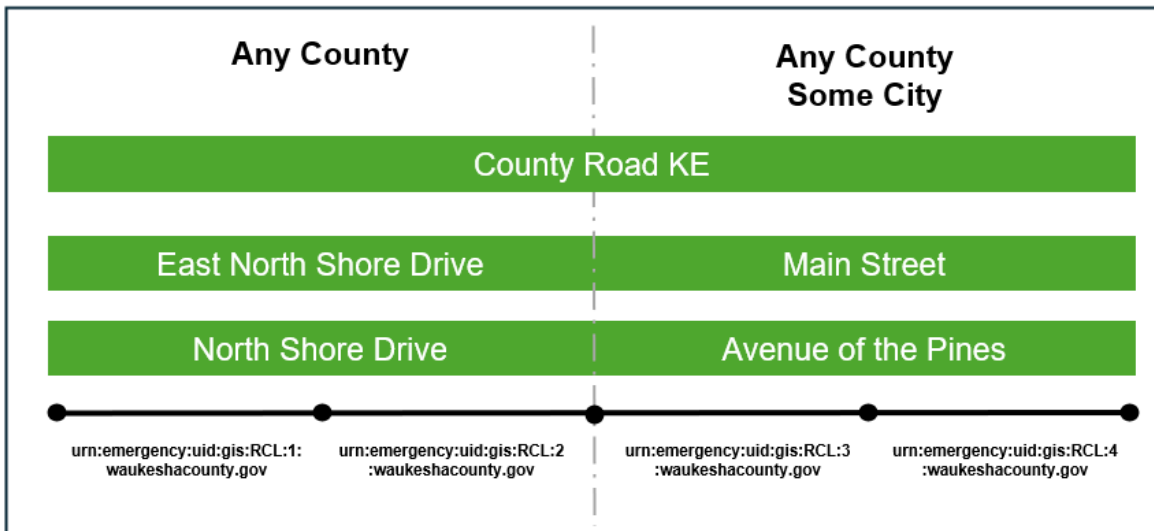 Any County
Any County
Some City
County Road KE
East North Shore Drive
Main Street
North Shore Drive
Avenue of the Pines
urn:emergency:uid:gis:RCL:1:
waukeshacounty.gov
urn:emergency:uid:gis:RCL:2
:waukeshacounty.gov
urn:emergency:uid:gis:RCL:3
:waukeshacounty.gov
urn:emergency:uid:gis:RCL:4
:waukeshacounty.gov